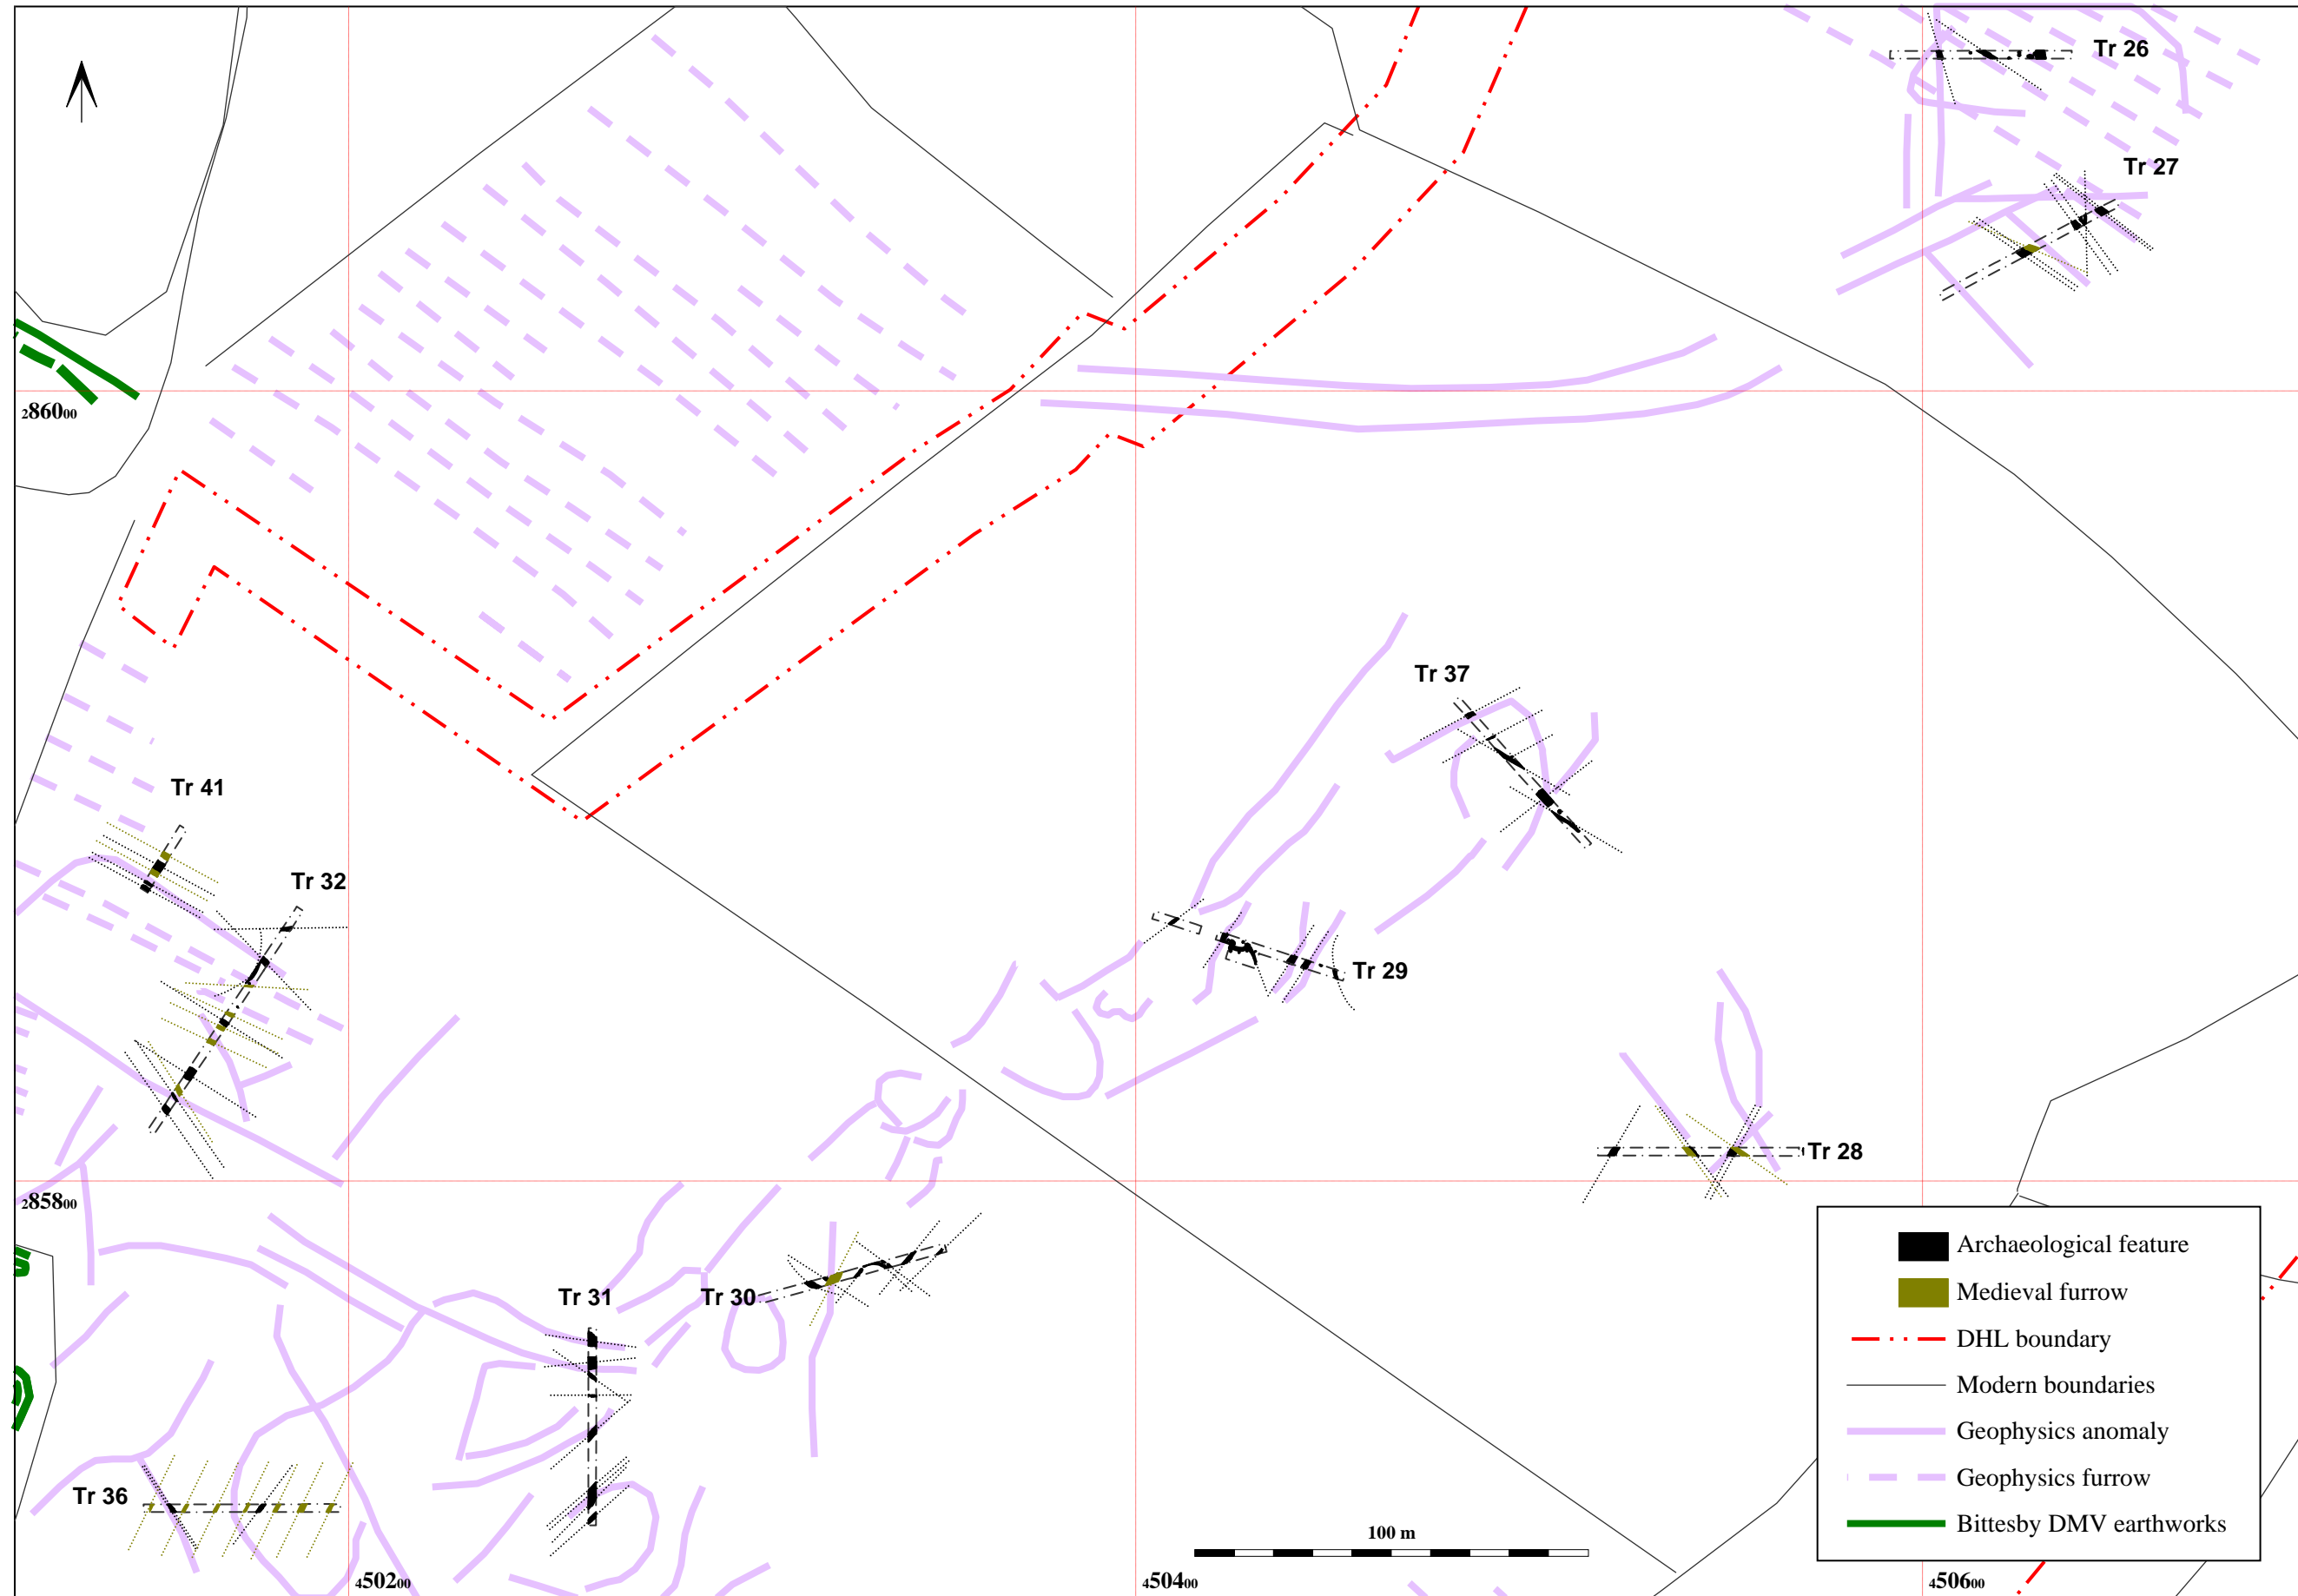 Tr 26
Tr 27
286000
Tr 37
Tr 41
Tr 32
Tr 29
Tr 28
285800
Tr 31
Tr 30
Tr 36
100 m
450200
450400
450600
Archaeological feature
Medieval furrow
DHL boundary
Modern boundaries
Geophysics anomaly
Geophysics furrow
Bittesby DMV earthworks